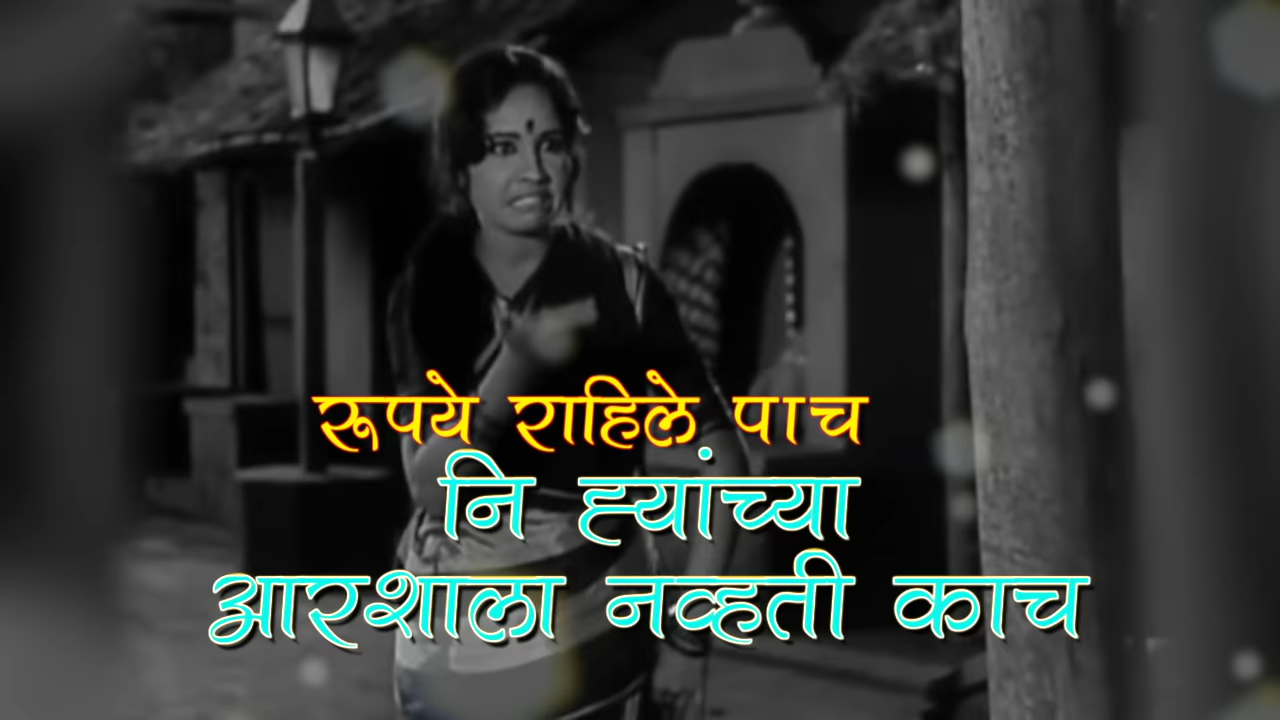 रूपये राहिले पाच
नि ह्यांच्या
आरशाला नव्हती काच